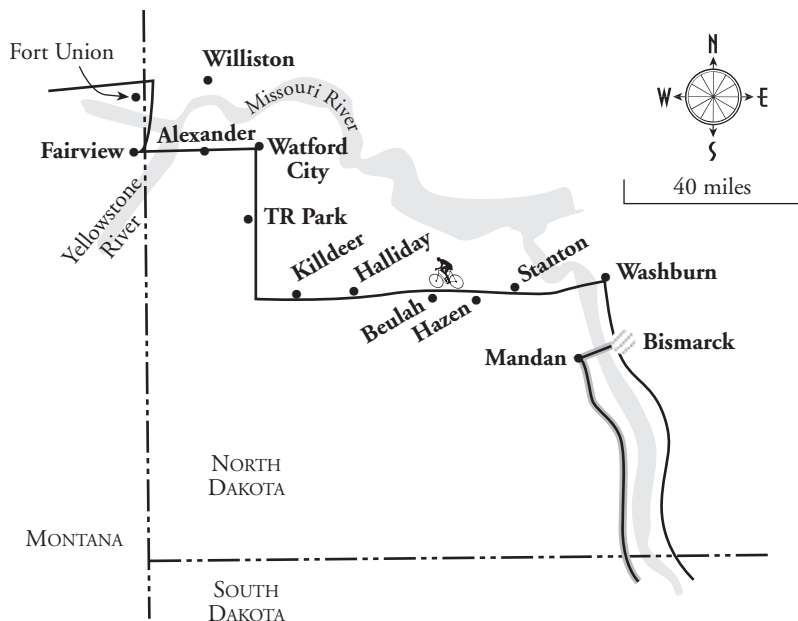 Fort Union
Williston
Missouri River
N
W
E
S
40 miles
Fairview
Alexander
Watford
City
Yellowstone
River
TR Park
Killdeer
Halliday
Beulah
Hazen
Stanton
Washburn
Mandan
Bismarck
NORTH
DAKOTA
MONTANA
SOUTH
DAKOTA